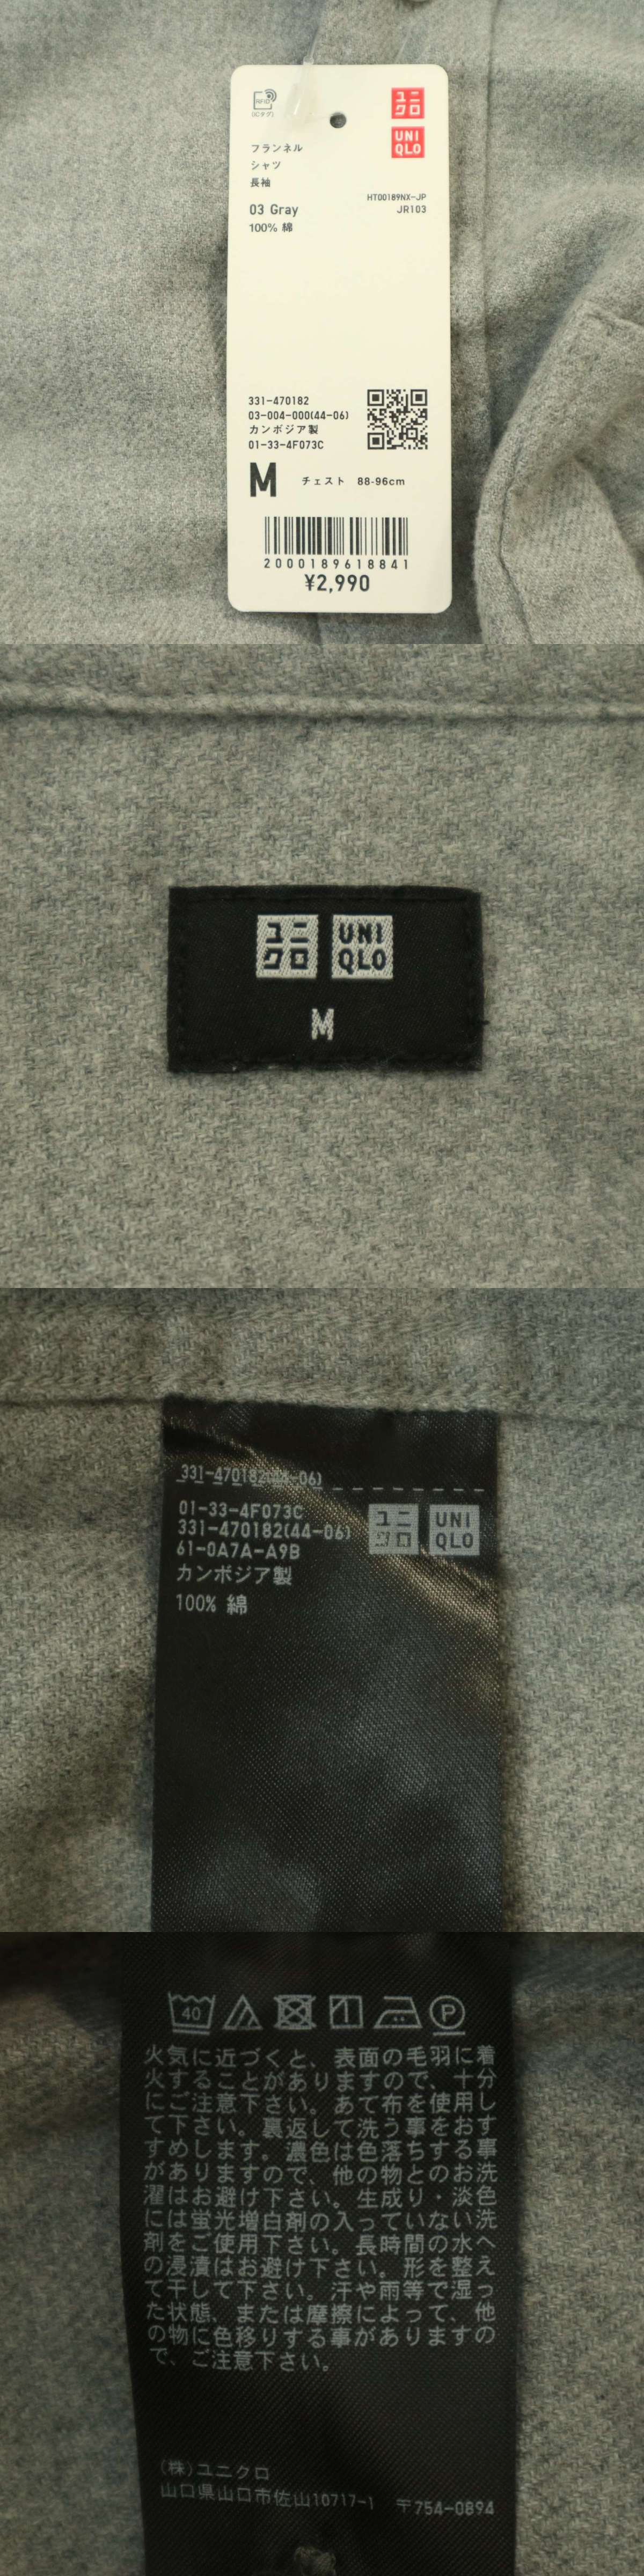 RFID
(ICタグ)
ユニ
クロ
UNI
QLO
フランネル
シャツ
長袖
HT00189NX-JP
JR103
03 Gray
100% 綿
331-470182
03-004-000(44-06)
カンボジア製
01-33-4F073C
M チェスト 88-96cm
2000189618841
¥2,990
ユニ UNI
クロ QLO
M
331-470182(44-06)
01-33-4F073C
331-470182(44-06)
61-0A7A-A9B
カンボジア製
100% 綿
ユニ UNI
クロ QLO
40 P
火気に近づくと、表面の毛羽に着
火することがありますので、十分
にご注意下さい。あて布を使用し
て下さい。裏返して洗う事をおす
すめします。濃色は色落ちする事
がありますので、他の物とのお洗
濯はお避け下さい。生成り・淡色
には蛍光増白剤の入っていない洗
剤をご使用下さい。長時間の水へ
の浸漬はお避け下さい。形を整え
て干して下さい。汗や雨等で湿っ
た状態、または摩擦によって、他
の物に色移りする事がありますの
で、ご注意下さい。
(株)ユニクロ
山口県山口市佐山10717-1 〒754-0894